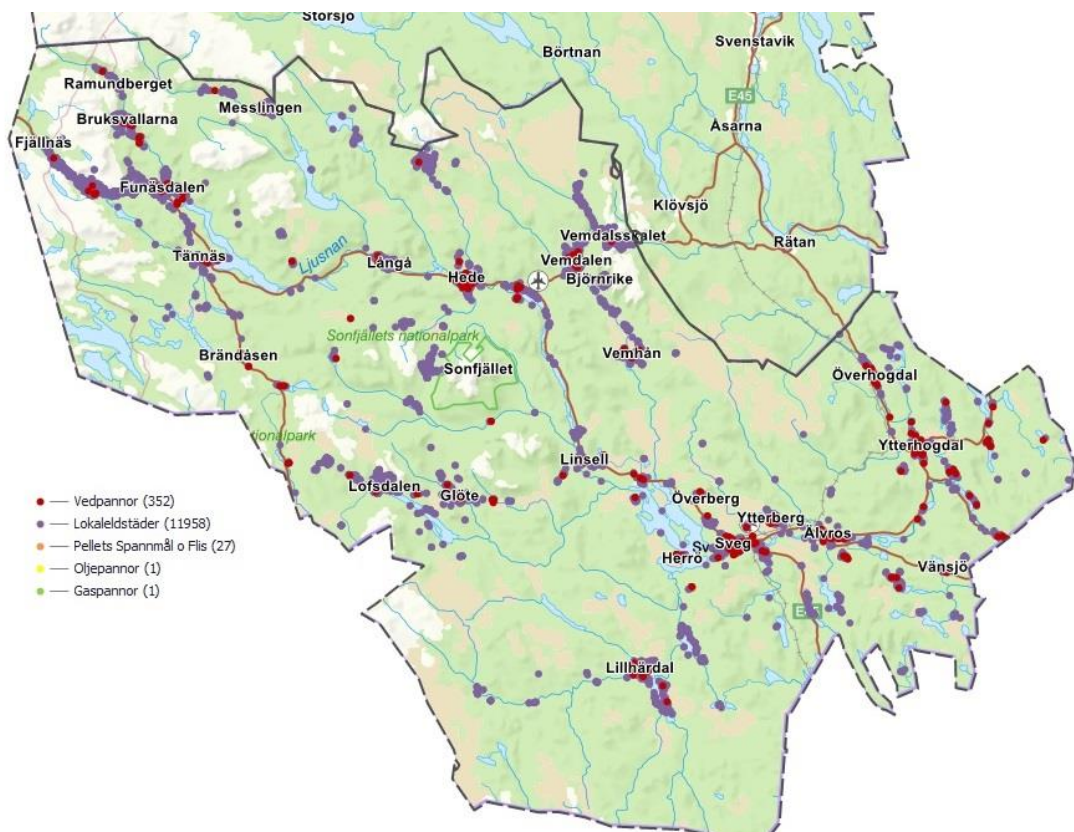 Storsjö
Börtnan
Svenstavik
E45
Ramundberget
Messlingen
Bruksvallarna
Fjällnäs
Åsarna
Funäsdalen
Klövsjö
Vemdalsskalet
Rätan
Tännäs
Ljusnan
Långå
Hede
Vemdalen
Björnrike
Sonfjällets nationalpark
Brändåsen
Sonfjället
Vemhån
Överhogdal
Ytterhogdal
Linsell
Lofsdalen
Glöte
Överberg
Ytterberg
Älvros
Sv
Sveg
Herrö
Vänsjö
Lillhärdal
Vedpannor (352)
Lokaleldstäder (11958)
Pellets Spannmål o Flis (27)
Oljepannor (1)
Gaspannor (1)